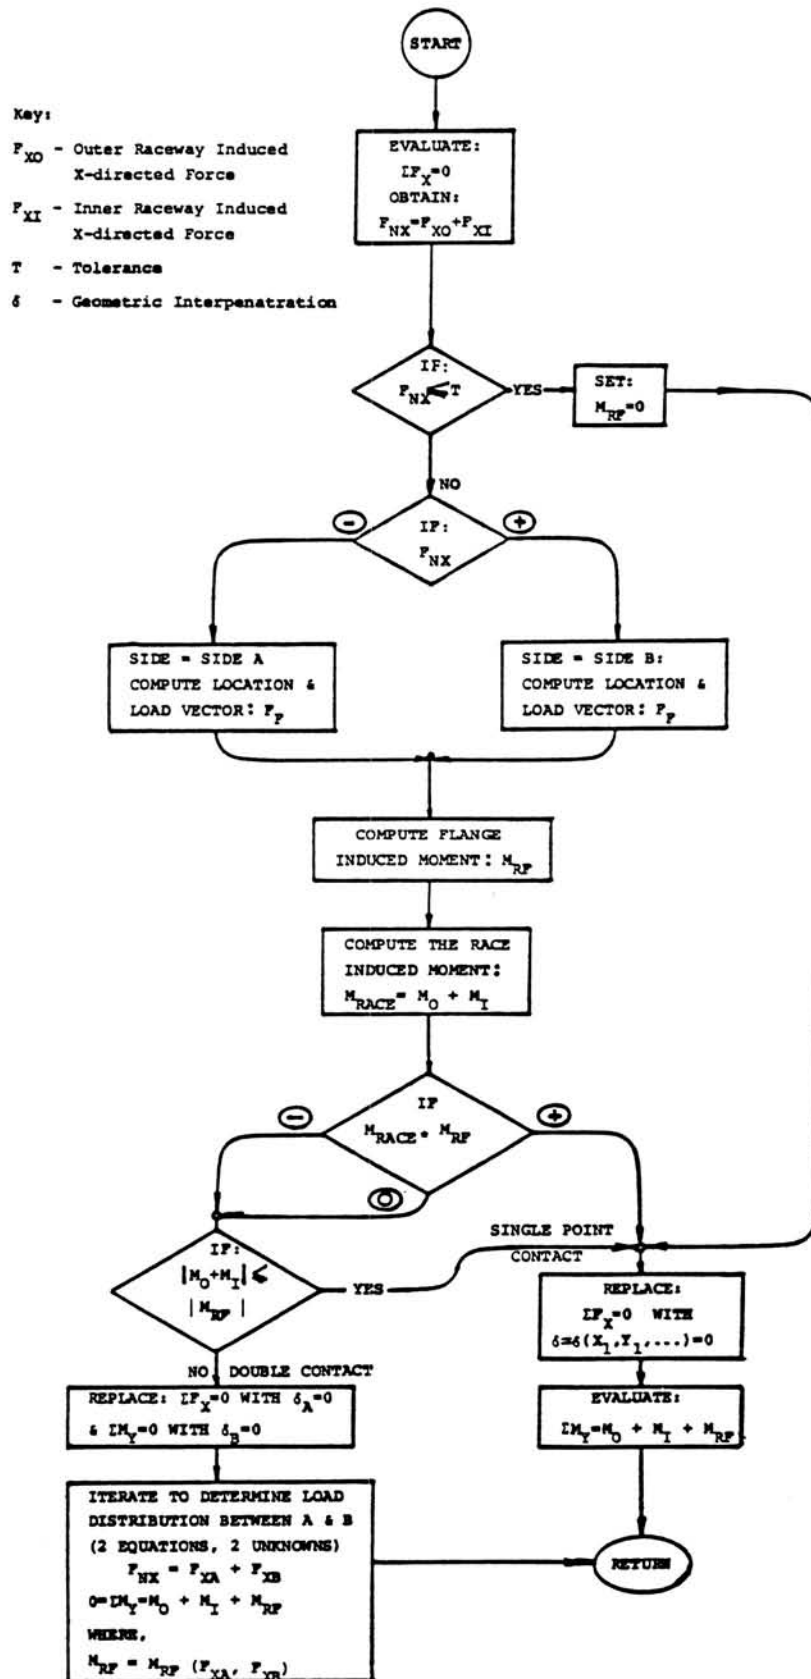 START
Key:
F_XO - Outer Raceway Induced
X-directed Force
F_XI - Inner Raceway Induced
X-directed Force
T - Tolerance
δ - Geometric Interpenatration
EVALUATE:
ΣF_X=0
OBTAIN:
F_NX=F_XO+F_XI
IF:
F_NX ⩽ T
YES
SET:
M_RF=0
NO
− +
IF:
F_NX
SIDE = SIDE A
COMPUTE LOCATION &
LOAD VECTOR: F_F
SIDE = SIDE B:
COMPUTE LOCATION &
LOAD VECTOR: F_F
COMPUTE FLANGE
INDUCED MOMENT: M_RF
COMPUTE THE RACE
INDUCED MOMENT:
M_RACE= M_O + M_I
− +
IF
M_RACE * M_RF
O
IF:
|M_O+M_I| ⩽
| M_RF |
YES
SINGLE POINT
CONTACT
NO DOUBLE CONTACT
REPLACE:
ΣF_X=0 WITH
δ=δ(X_1,Y_1,...)=0
EVALUATE:
ΣM_Y=M_O + M_I + M_RF
REPLACE: ΣF_X=0 WITH δ_A=0
& ΣM_Y=0 WITH δ_B=0
ITERATE TO DETERMINE LOAD
DISTRIBUTION BETWEEN A & B
(2 EQUATIONS, 2 UNKNOWNS)
F_NX = F_XA + F_XB
0=ΣM_Y=M_O + M_I + M_RF
WHERE,
M_RF = M_RF (F_XA, F_XB)
RETURN